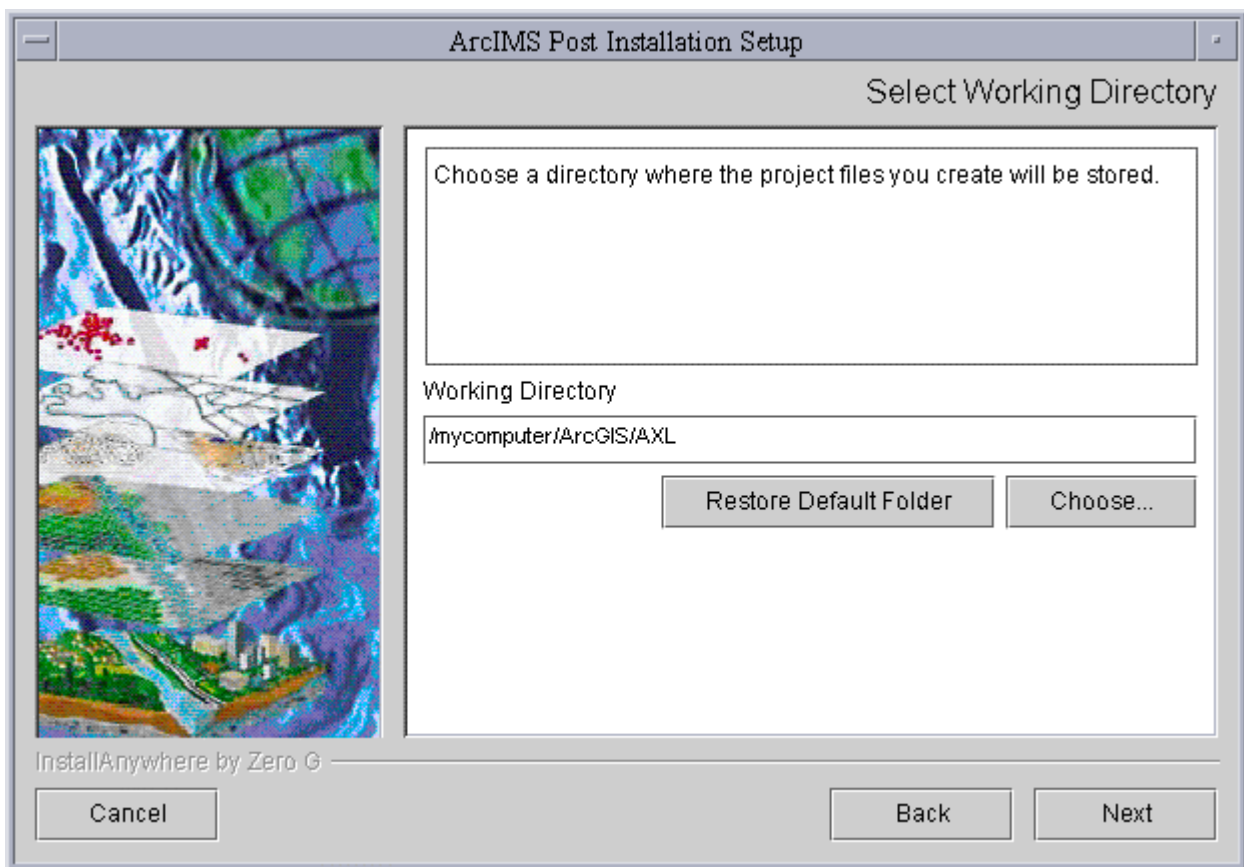 ArcIMS Post Installation Setup
Select Working Directory
Choose a directory where the project files you create will be stored.
Working Directory
/mycomputer/ArcGIS/AXL
Restore Default Folder
Choose...
InstallAnywhere by Zero G
Cancel
Back
Next